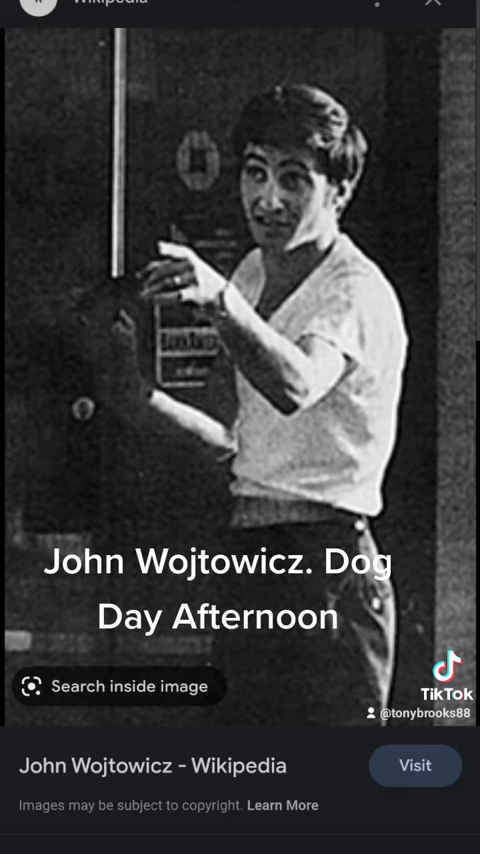 Wikipedia
John Wojtowicz. Dog
Day Afternoon
Search inside image
TikTok
@tonybrooks88
John Wojtowicz - Wikipedia
Visit
Images may be subject to copyright. Learn More